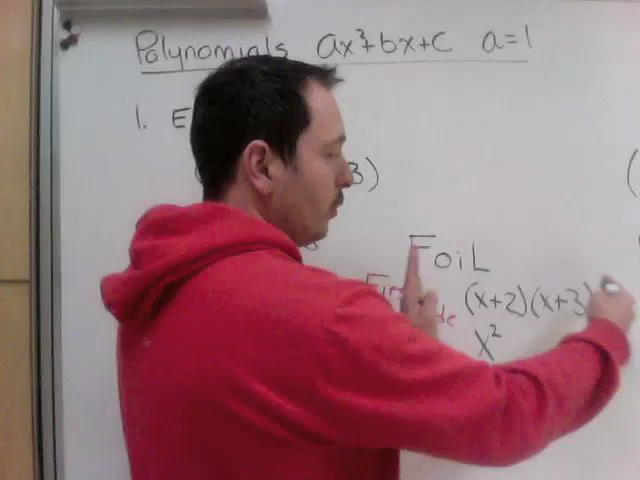 Polynomials ax²+bx+c a=1
1. E
3)
FoiL
(x+2)(x+3)
x²